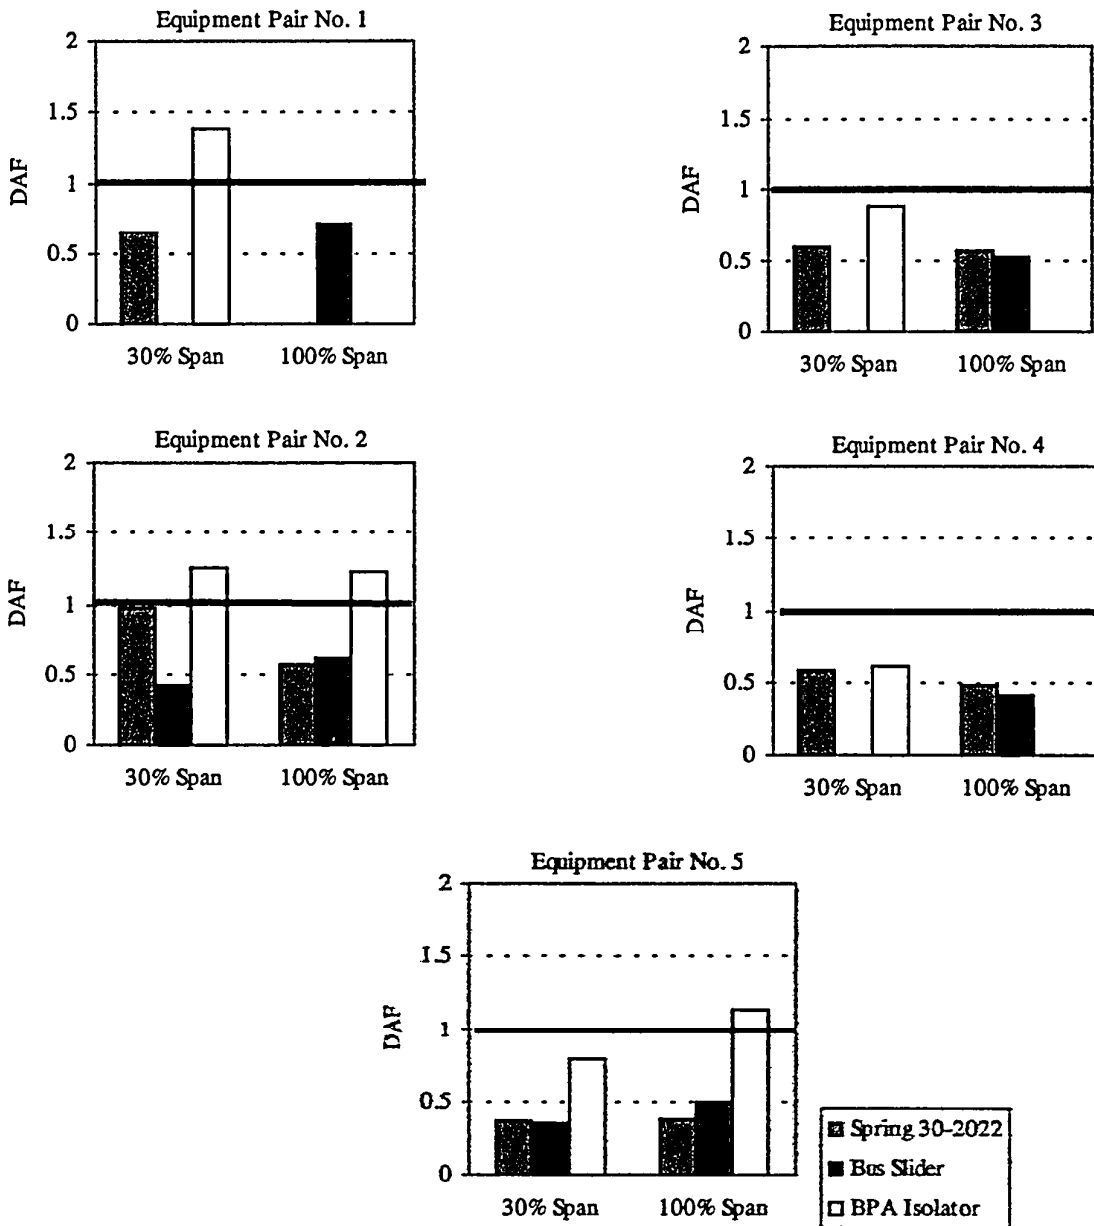 Equipment Pair No. 1
2
1.5
1
0.5
0
DAF
30% Span
100% Span
Equipment Pair No. 3
2
1.5
1
0.5
0
DAF
30% Span
100% Span
Equipment Pair No. 2
2
1.5
1
0.5
0
DAF
30% Span
100% Span
Equipment Pair No. 4
2
1.5
1
0.5
0
DAF
30% Span
100% Span
Equipment Pair No. 5
2
1.5
1
0.5
0
DAF
30% Span
100% Span
Spring 30-2022
Bus Slider
BPA Isolator